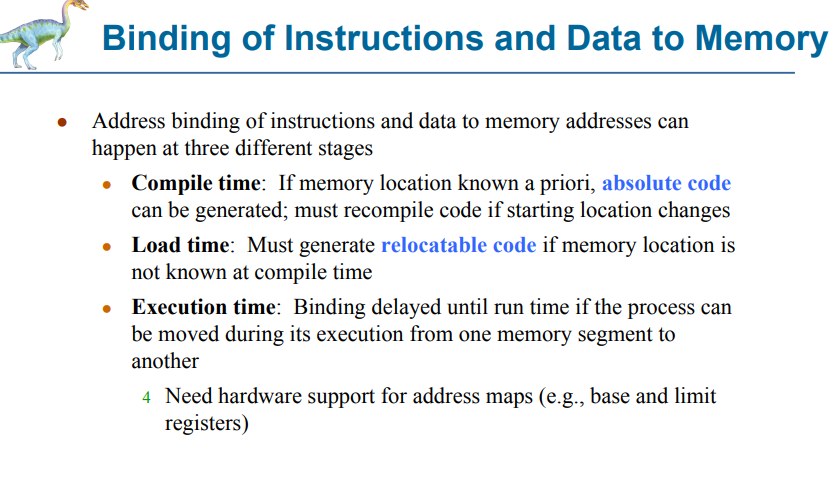 Binding of Instructions and Data to Memory
● Address binding of instructions and data to memory addresses can
happen at three different stages
● Compile time: If memory location known a priori, absolute code
can be generated; must recompile code if starting location changes
● Load time: Must generate relocatable code if memory location is
not known at compile time
● Execution time: Binding delayed until run time if the process can
be moved during its execution from one memory segment to
another
4 Need hardware support for address maps (e.g., base and limit
registers)